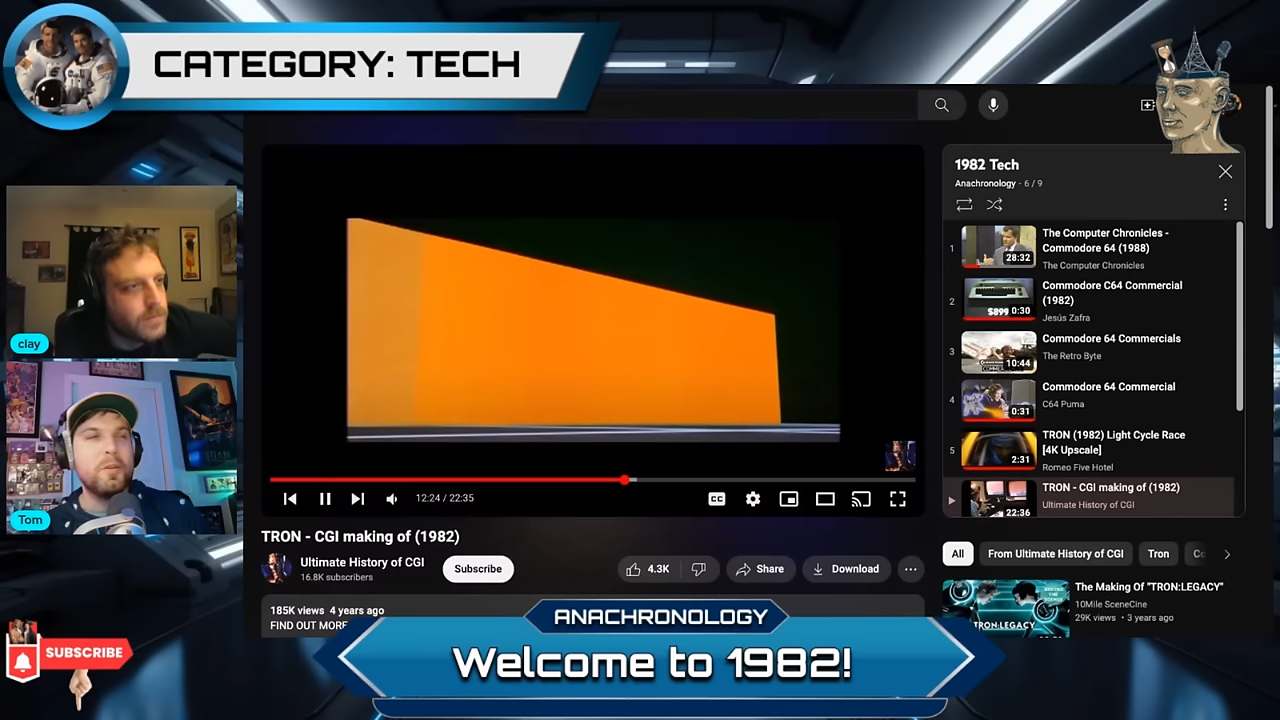 CATEGORY: TECH
clay
Tom
12:24 / 22:35
CC
TRON - CGI making of (1982)
Ultimate History of CGI
16.8K subscribers
Subscribe
4.3K
Share
Download
185K views 4 years ago
FIND OUT MORE
1982 Tech
Anachronology - 6 / 9
1
28:32
The Computer Chronicles -
Commodore 64 (1988)
The Computer Chronicles
2
$899
0:30
Commodore C64 Commercial
(1982)
Jesús Zafra
3
10:44
Commodore 64 Commercials
The Retro Byte
4
0:31
Commodore 64 Commercial
C64 Puma
5
2:31
TRON (1982) Light Cycle Race
[4K Upscale]
Romeo Five Hotel
22:36
TRON - CGI making of (1982)
Ultimate History of CGI
All
From Ultimate History of CGI
Tron
Co
TRON:LEGACY
The Making Of "TRON:LEGACY"
10Mile SceneCine
29K views • 3 years ago
SUBSCRIBE
ANACHRONOLOGY
Welcome to 1982!